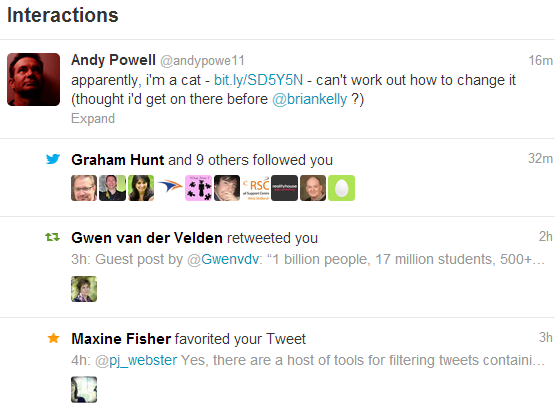 Interactions
Andy Powell @andypowe11 16m
apparently, i'm a cat - bit.ly/SD5Y5N - can't work out how to change it
(thought i'd get on there before @briankelly ?)
Expand
Graham Hunt and 9 others followed you 32m
RSC
realityhouse
Gwen van der Velden retweeted you 2h
3h: Guest post by @Gwenvdv: “1 billion people, 17 million students, 500+...
Maxine Fisher favorited your Tweet 3h
4h: @pj_webster Yes, there are a host of tools for filtering tweets containi...